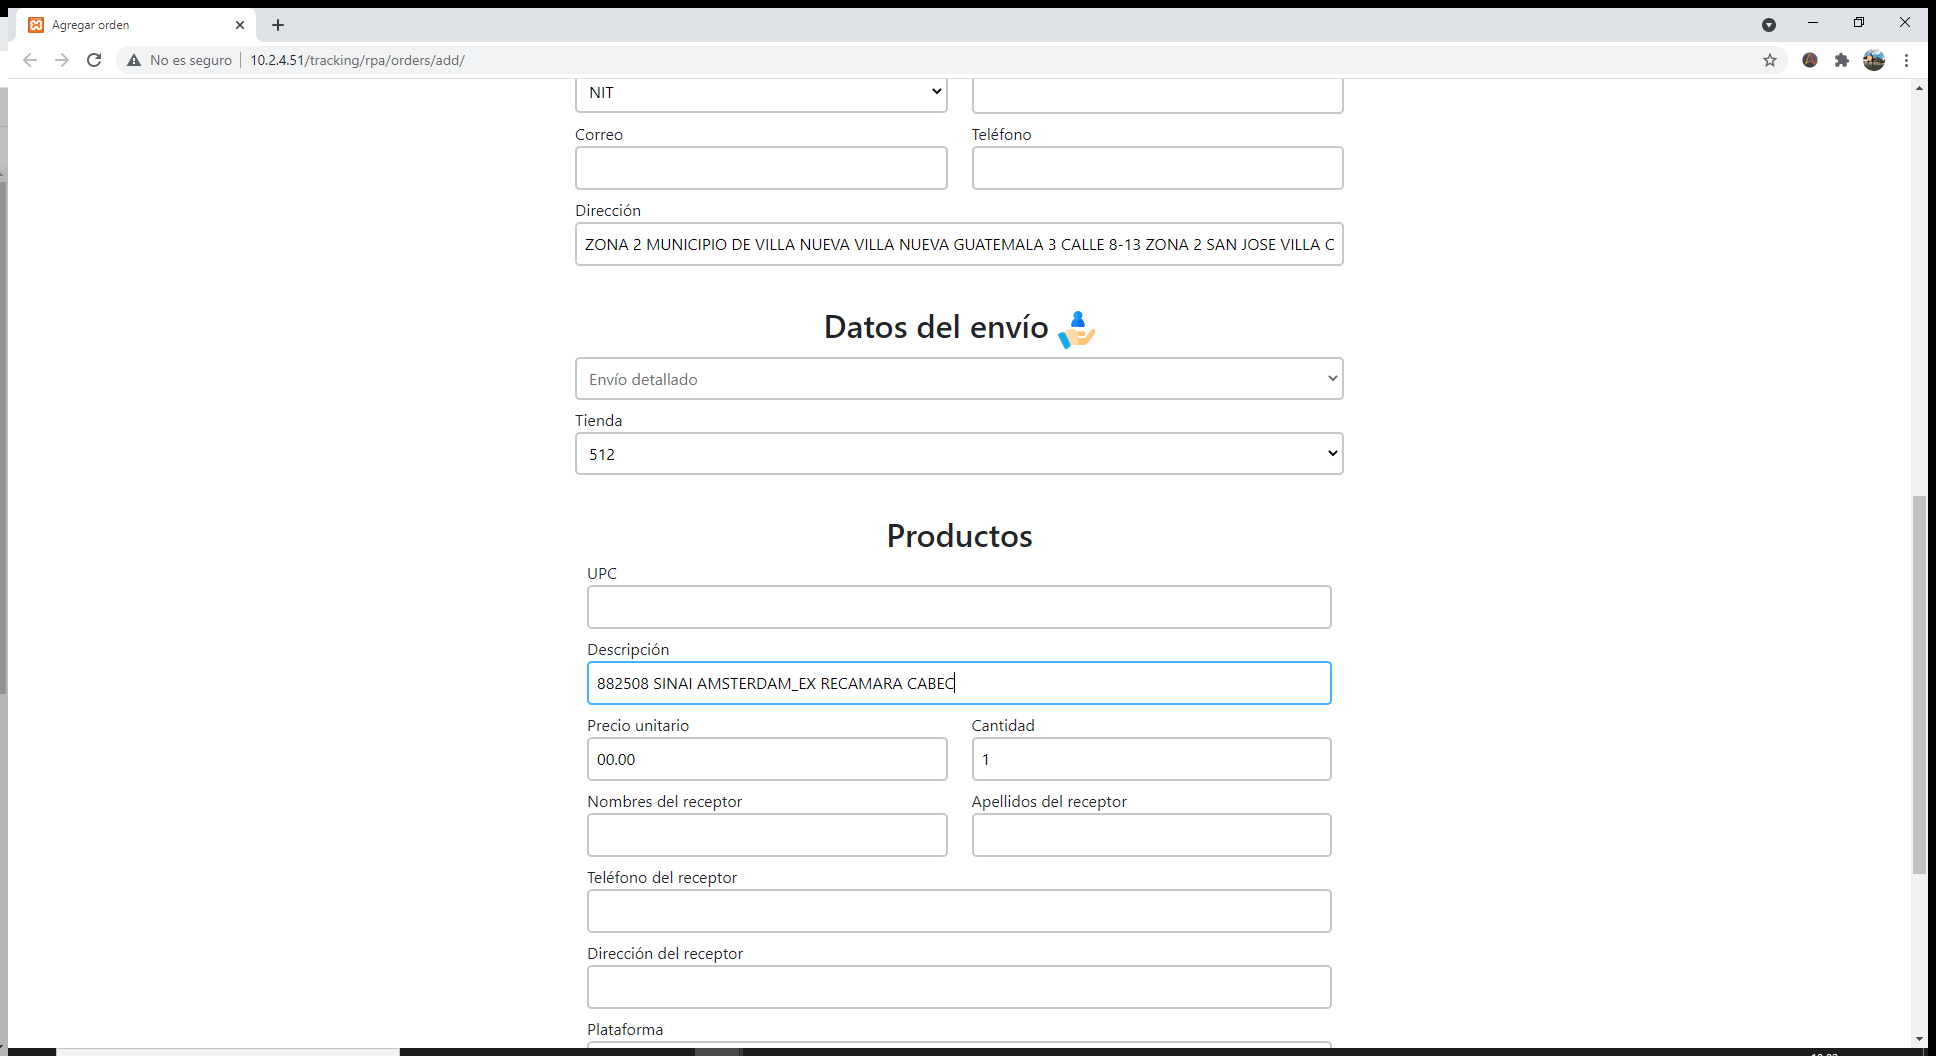 Agregar orden
No es seguro
10.2.4.51/tracking/rpa/orders/add/
NIT
Correo
Teléfono
Dirección
ZONA 2 MUNICIPIO DE VILLA NUEVA VILLA NUEVA GUATEMALA 3 CALLE 8-13 ZONA 2 SAN JOSE VILLA C
Datos del envío
Envío detallado
Tienda
512
Productos
UPC
Descripción
882508 SINAI AMSTERDAM_EX RECAMARA CABEC
Precio unitario
Cantidad
00.00
1
Nombres del receptor
Apellidos del receptor
Teléfono del receptor
Dirección del receptor
Plataforma